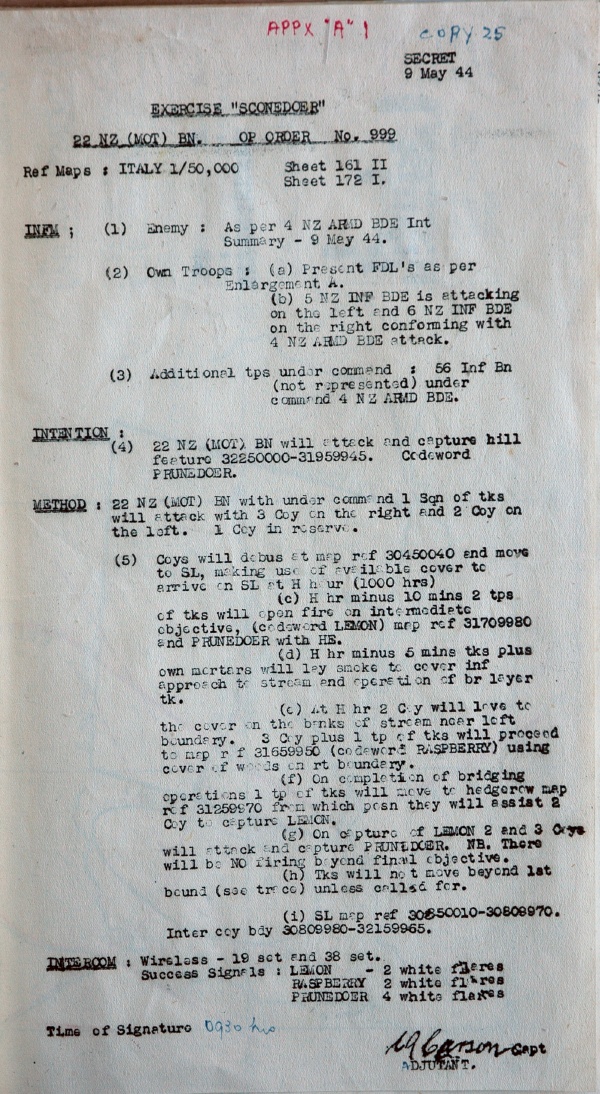 APPX "A" 1
COPY 25
SECRET
9 May 44
EXERCISE "SCONEDOER"
22 NZ (MOT) BN. OP ORDER No. 999
Ref Maps : ITALY 1/50,000 Sheet 161 II
Sheet 172 I.
INFM ; (1) Enemy : As per 4 NZ ARMD BDE Int
Summary - 9 May 44.
(2) Own Troops : (a) Present FDL's as per
Enlargement A.
(b) 5 NZ INF BDE is attacking
on the left and 6 NZ INF BDE
on the right conforming with
4 NZ ARMD BDE attack.
(3) Additional tps under command : 56 Inf Bn
(not represented) under
command 4 NZ ARMD BDE.
INTENTION :
(4) 22 NZ (MOT) BN will attack and capture hill
feature 32250000-31959945. Codeword
PRUNEDOER.
METHOD : 22 NZ (MOT) BN with under command 1 Sqn of tks
will attack with 3 Coy on the right and 2 Coy on
the left. 1 Coy in reserve.
(5) Coys will debus at map ref 30450040 and move
to SL, making use of available cover to
arrive on SL at H hour (1000 hrs)
(c) H hr minus 10 mins 2 tps
of tks will open fire on intermediate
objective, (codeword LEMON) map ref 31709980
and PRUNEDOER with HE.
(d) H hr minus 5 mins tks plus
own mortars will lay smoke to cover inf
approach to stream and operation of br layer
tk.
(e) At H hr 2 Coy will love to
the cover on the banks of stream near left
boundary. 3 Coy plus 1 tp of tks will proceed
to map r f 31659950 (codeword RASPBERRY) using
cover of woods on rt boundary.
(f) On completion of bridging
operations 1 tp of tks will move to hedgerow map
ref 31259970 from which posn they will assist 2
Coy to capture LEMON.
(g) On capture of LEMON 2 and 3 Coys
will attack and capture PRUNEDOER. NB. There
will be NO firing beyond final objective.
(h) Tks will not move beyond 1st
bound (see trace) unless called for.
(i) SL map ref 30850010-30809970.
Inter coy bdy 30809980-32159965.
INTERCOM : Wireless - 19 set and 38 set.
Success Signals : LEMON - 2 white flares
RASPBERRY 2 white flares
PRUNEDOER 4 white flares
Time of Signature 0930 hrs
Capt
ADJUTANT.